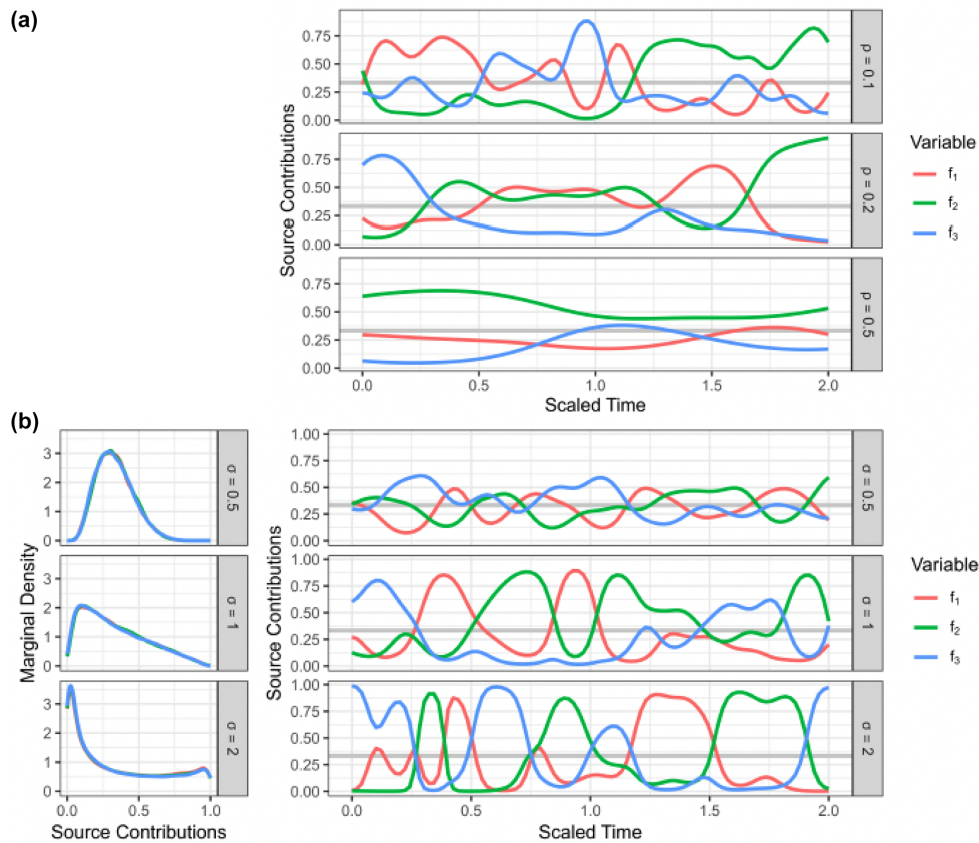 (a)
Source Contributions
0.75
0.50
0.25
0.00
ρ = 0.1
0.75
0.50
0.25
0.00
ρ = 0.2
0.75
0.50
0.25
0.00
ρ = 0.5
0.0 0.5 1.0 1.5 2.0
Scaled Time
Variable
f1
f2
f3
(b)
Marginal Density
3
2
1
0
σ = 0.5
3
2
1
0
σ = 1
3
2
1
0
σ = 2
0.0 0.5 1.0
Source Contributions
Source Contributions
1.00
0.75
0.50
0.25
0.00
σ = 0.5
1.00
0.75
0.50
0.25
0.00
σ = 1
1.00
0.75
0.50
0.25
0.00
σ = 2
0.0 0.5 1.0 1.5 2.0
Scaled Time
Variable
f1
f2
f3